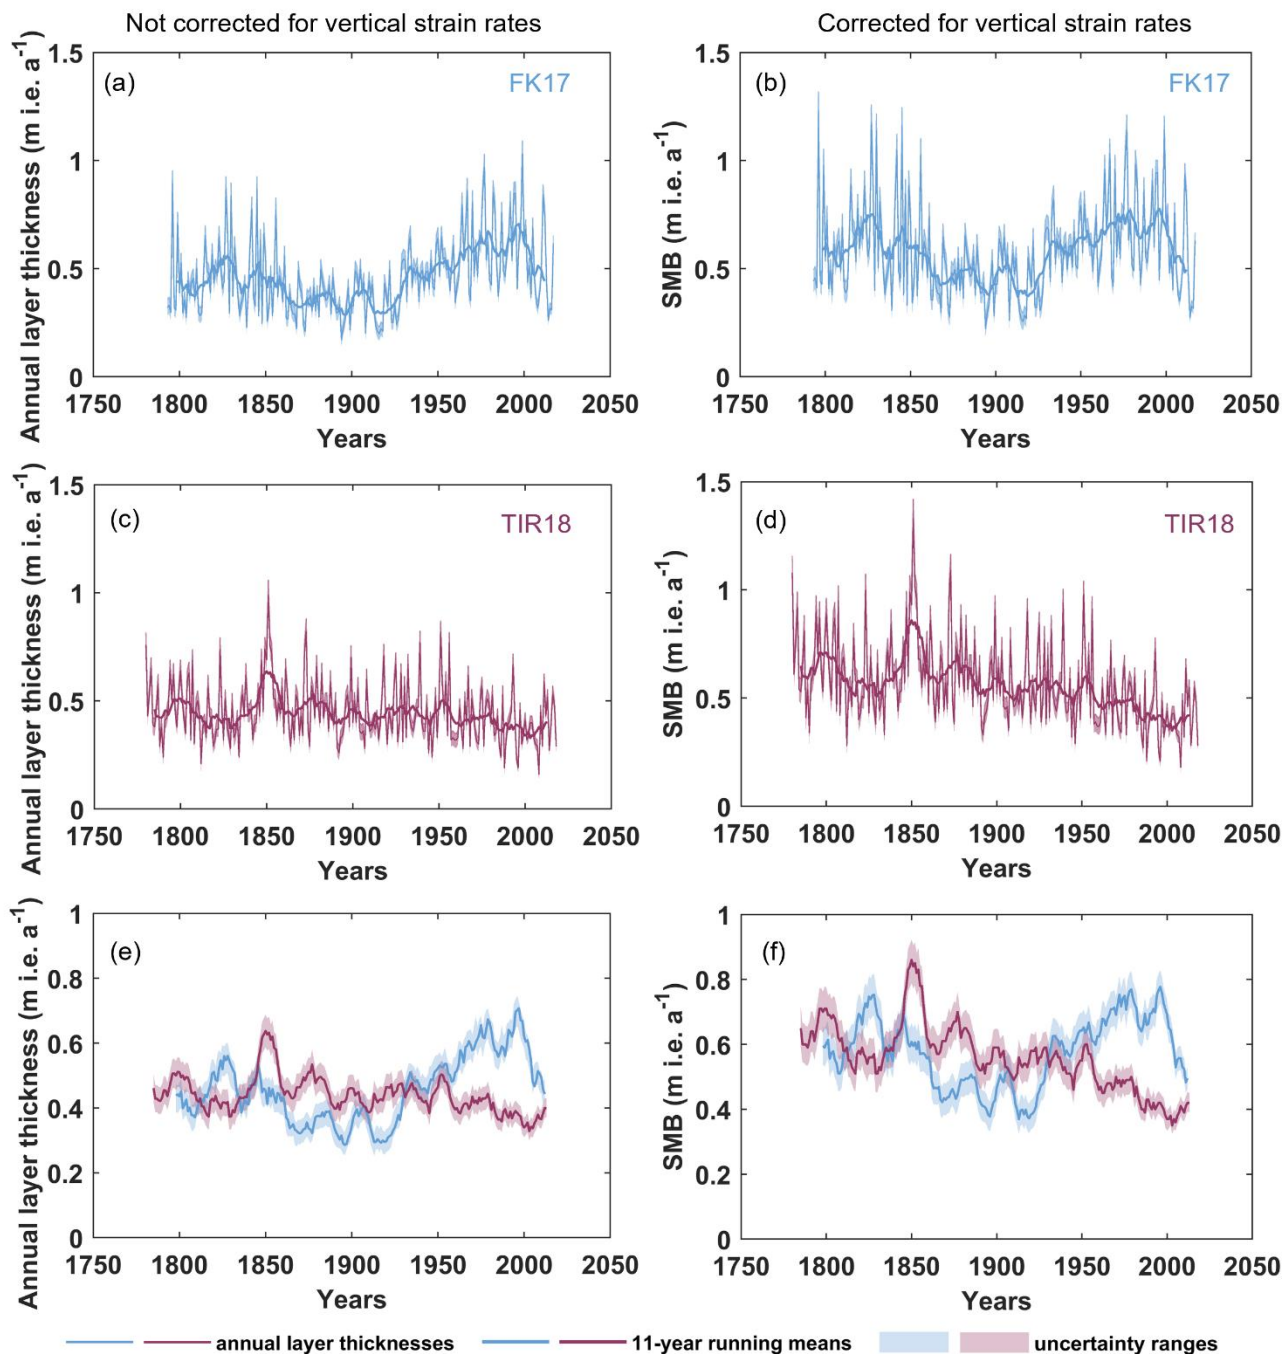 Not corrected for vertical strain rates
Corrected for vertical strain rates
(a)
FK17
Annual layer thickness (m i.e. a⁻¹)
1.5
1
0.5
0
1750 1800 1850 1900 1950 2000 2050
Years
(b)
FK17
SMB (m i.e. a⁻¹)
1.5
1
0.5
0
1750 1800 1850 1900 1950 2000 2050
Years
(c)
TIR18
Annual layer thickness (m i.e. a⁻¹)
1.5
1
0.5
0
1750 1800 1850 1900 1950 2000 2050
Years
(d)
TIR18
SMB (m i.e. a⁻¹)
1.5
1
0.5
0
1750 1800 1850 1900 1950 2000 2050
Years
(e)
Annual layer thickness (m i.e. a⁻¹)
1
0.8
0.6
0.4
0.2
0
1750 1800 1850 1900 1950 2000 2050
Years
(f)
SMB (m i.e. a⁻¹)
1
0.8
0.6
0.4
0.2
0
1750 1800 1850 1900 1950 2000 2050
Years
annual layer thicknesses 11-year running means uncertainty ranges